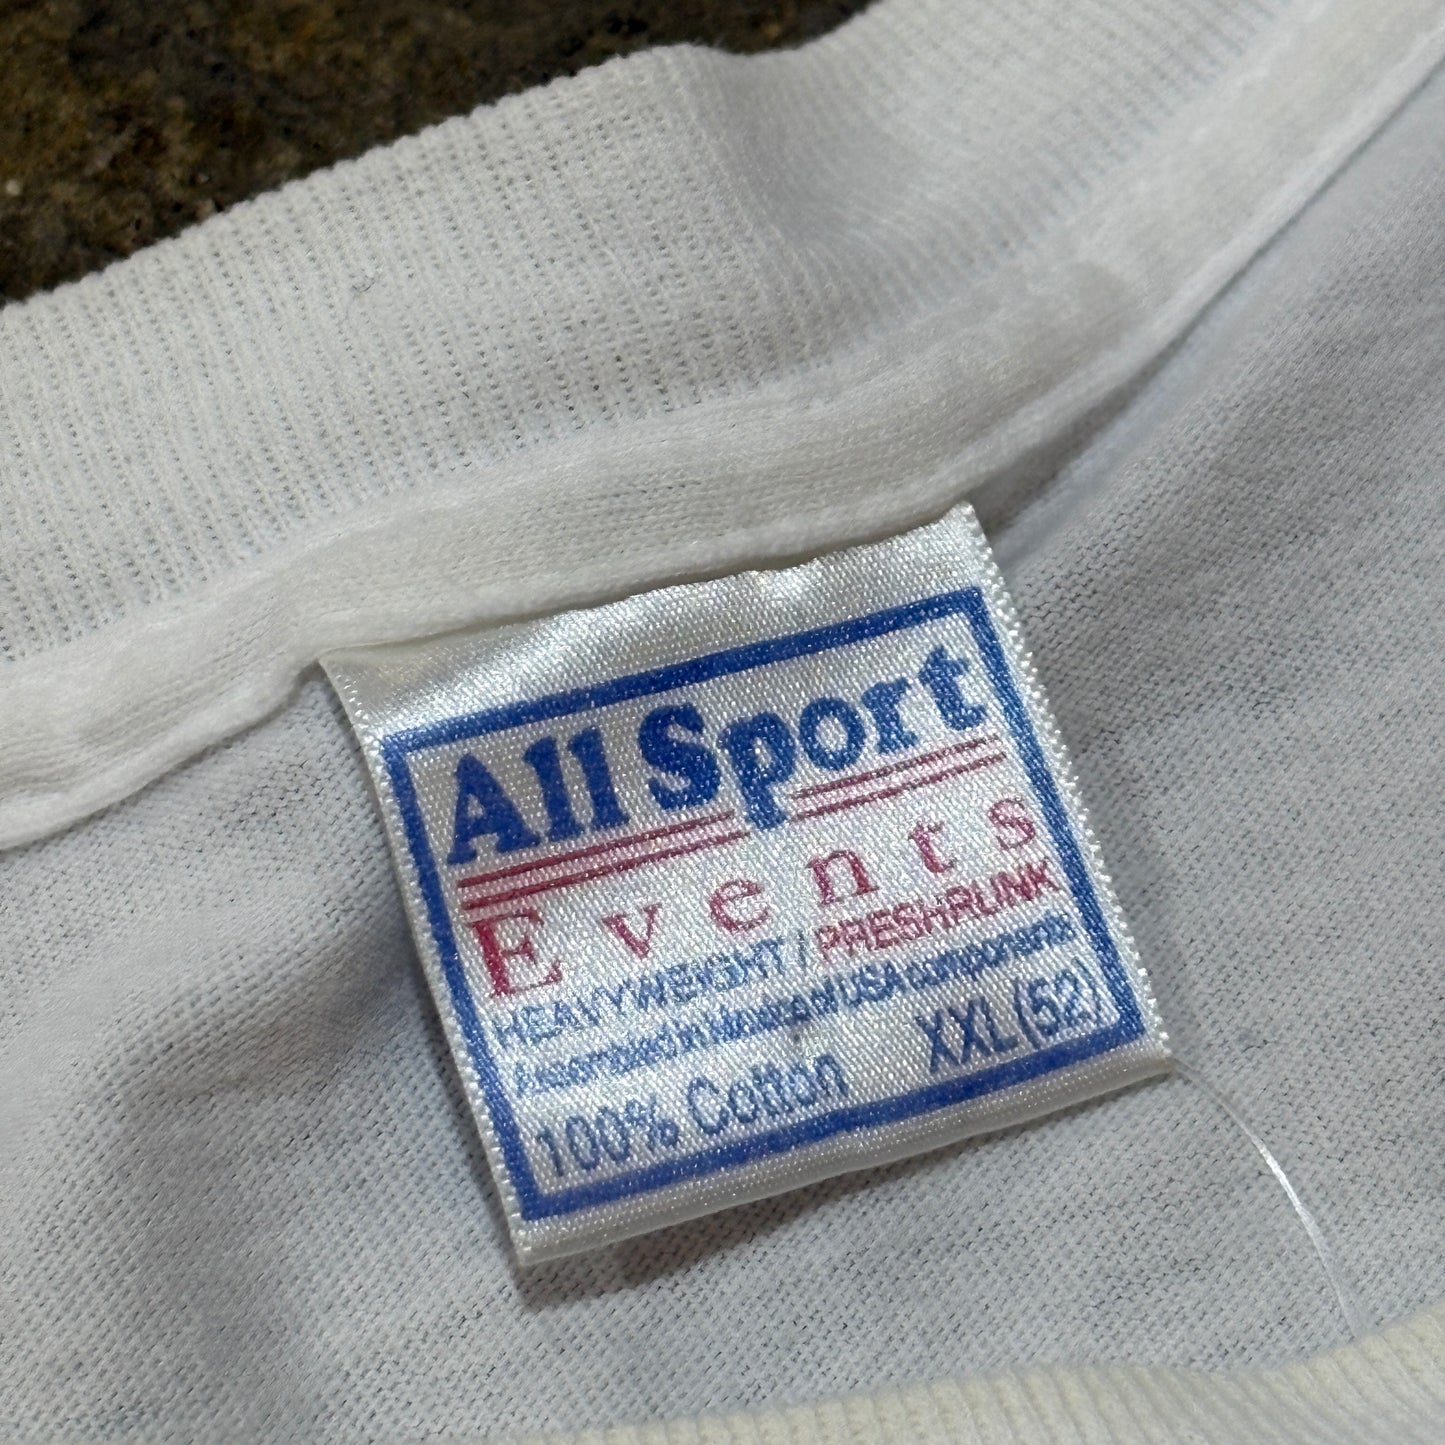 All Sport
Events
HEAVYWEIGHT / PRESHRUNK
Assembled in Mexico of USA components
100% Cotton XXL (52)